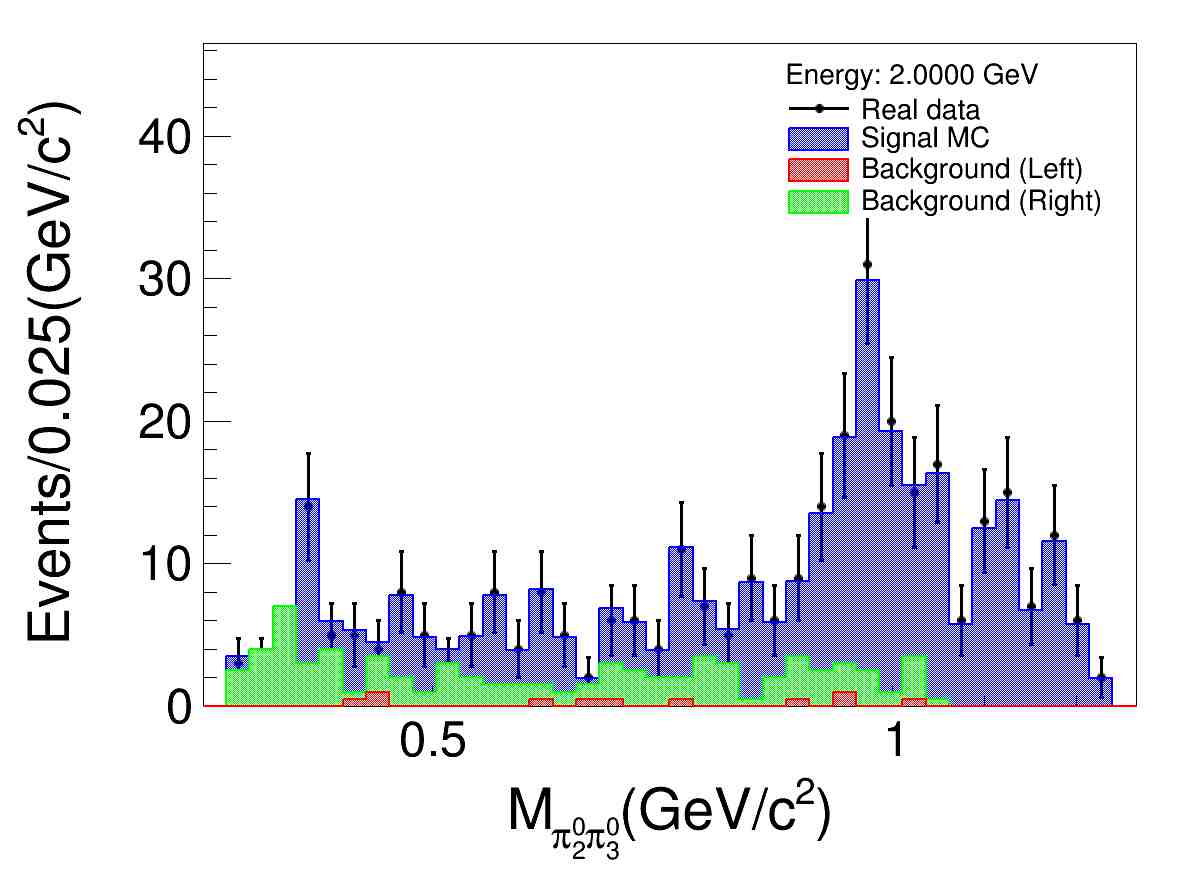 Energy: 2.0000 GeV
Real data
Signal MC
Background (Left)
Background (Right)
Events/0.025(GeV/c²)
40
30
20
10
0
0.5
1
M_{π⁰₂π⁰₃}(GeV/c²)